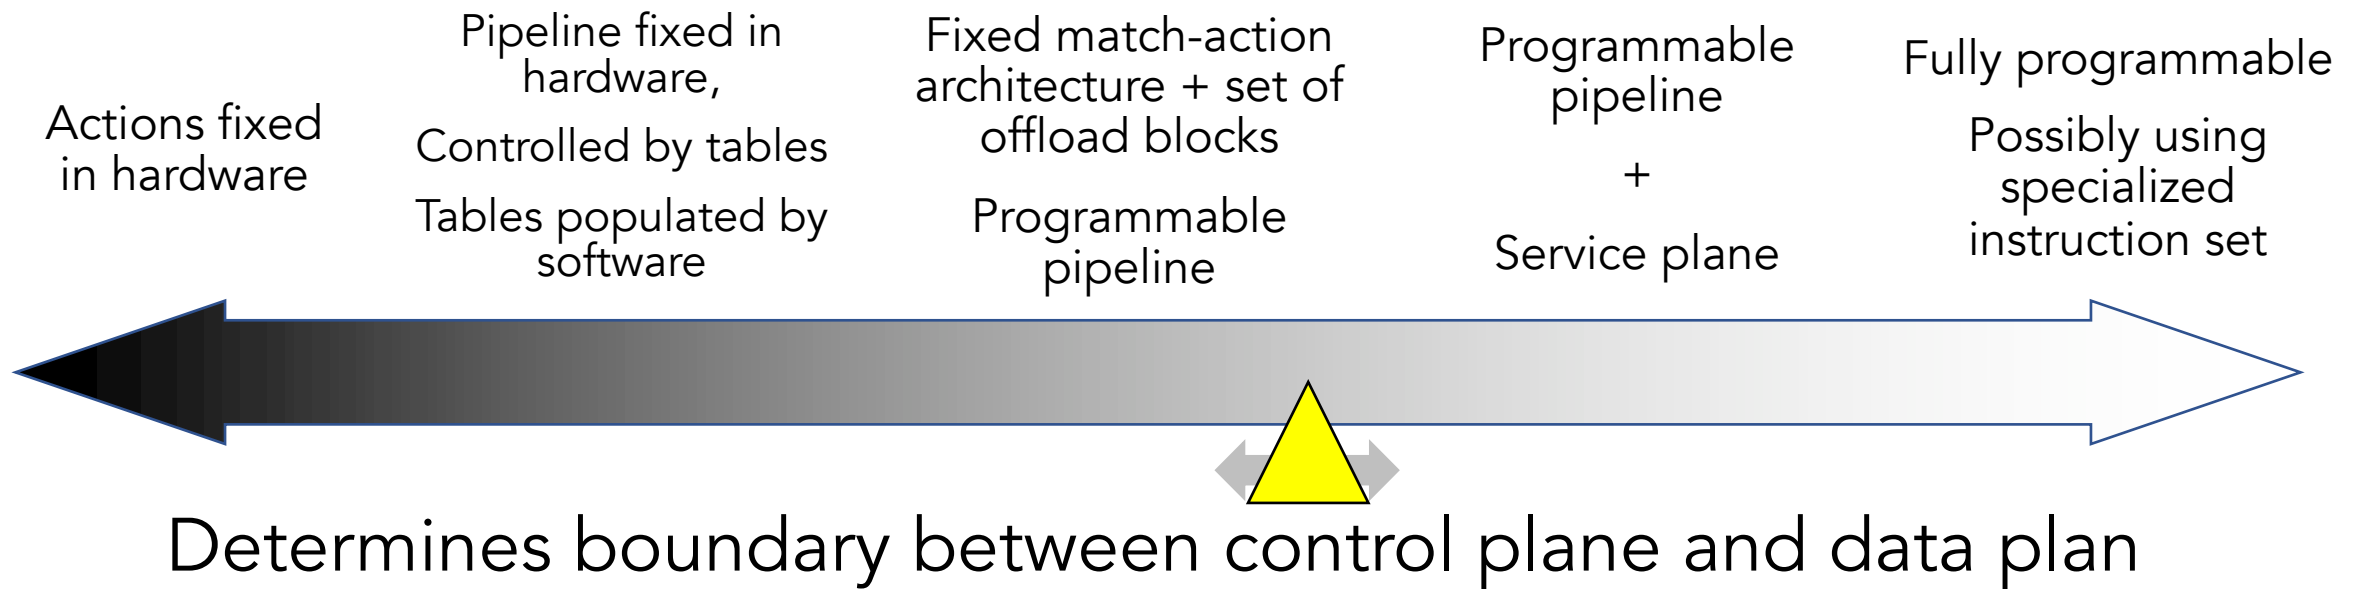 Actions fixed
in hardware
Pipeline fixed in
hardware,
Controlled by tables
Tables populated by
software
Fixed match-action
architecture + set of
offload blocks
Programmable
pipeline
Programmable
pipeline
+
Service plane
Fully programmable
Possibly using
specialized
instruction set
Determines boundary between control plane and data plan